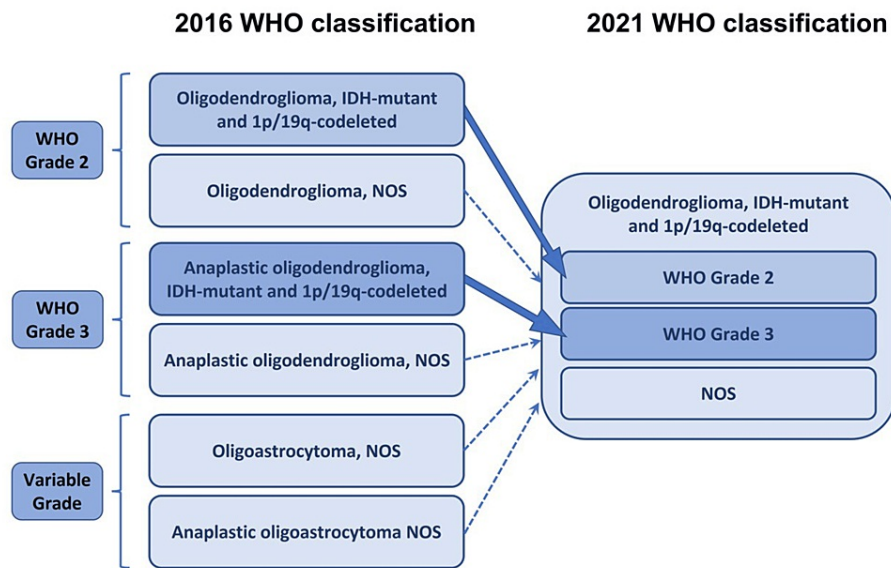 2016 WHO classification
2021 WHO classification
WHO
Grade 2
Oligodendroglioma, IDH-mutant
and 1p/19q-codeleted
Oligodendroglioma, NOS
WHO
Grade 3
Anaplastic oligodendroglioma,
IDH-mutant and 1p/19q-codeleted
Anaplastic oligodendroglioma, NOS
Variable
Grade
Oligoastrocytoma, NOS
Anaplastic oligoastrocytoma NOS
Oligodendroglioma, IDH-mutant
and 1p/19q-codeleted
WHO Grade 2
WHO Grade 3
NOS